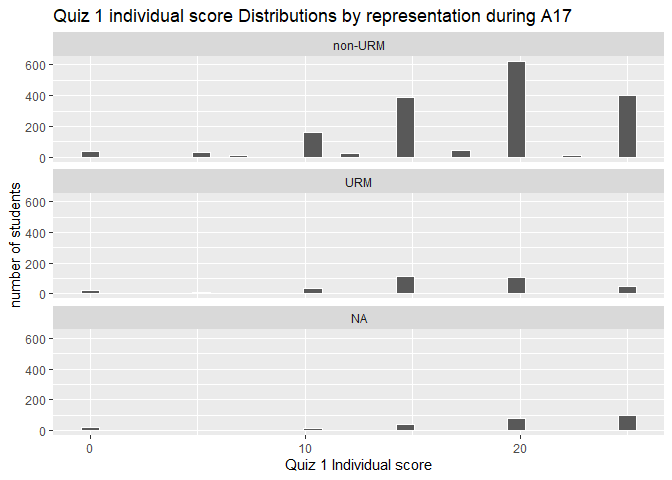 Quiz 1 individual score Distributions by representation during A17
non-URM
600
400
200
0
URM
600
400
200
0
NA
600
400
200
0
number of students
0 10 20
Quiz 1 Individual score